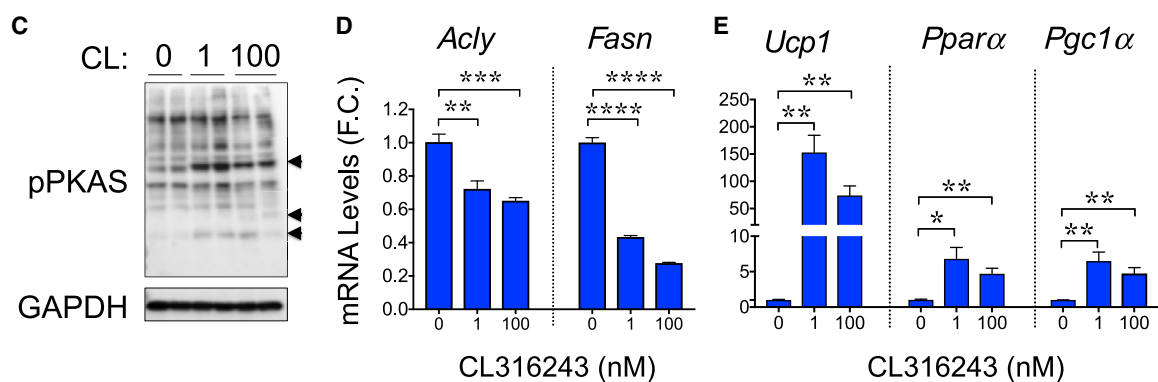 C
CL: 0 1 100
pPKAS
GAPDH
D
Acly Fasn
mRNA Levels (F.C.)
1.2
1.0
0.8
0.6
0.4
0.2
0.0
*** ****
** ****
0 1 100 0 1 100
CL316243 (nM)
E
Ucp1 Pparα Pgc1α
250
200
150
100
50
10
5
0
**
**
**
*
**
**
0 1 100 0 1 100 0 1 100
CL316243 (nM)